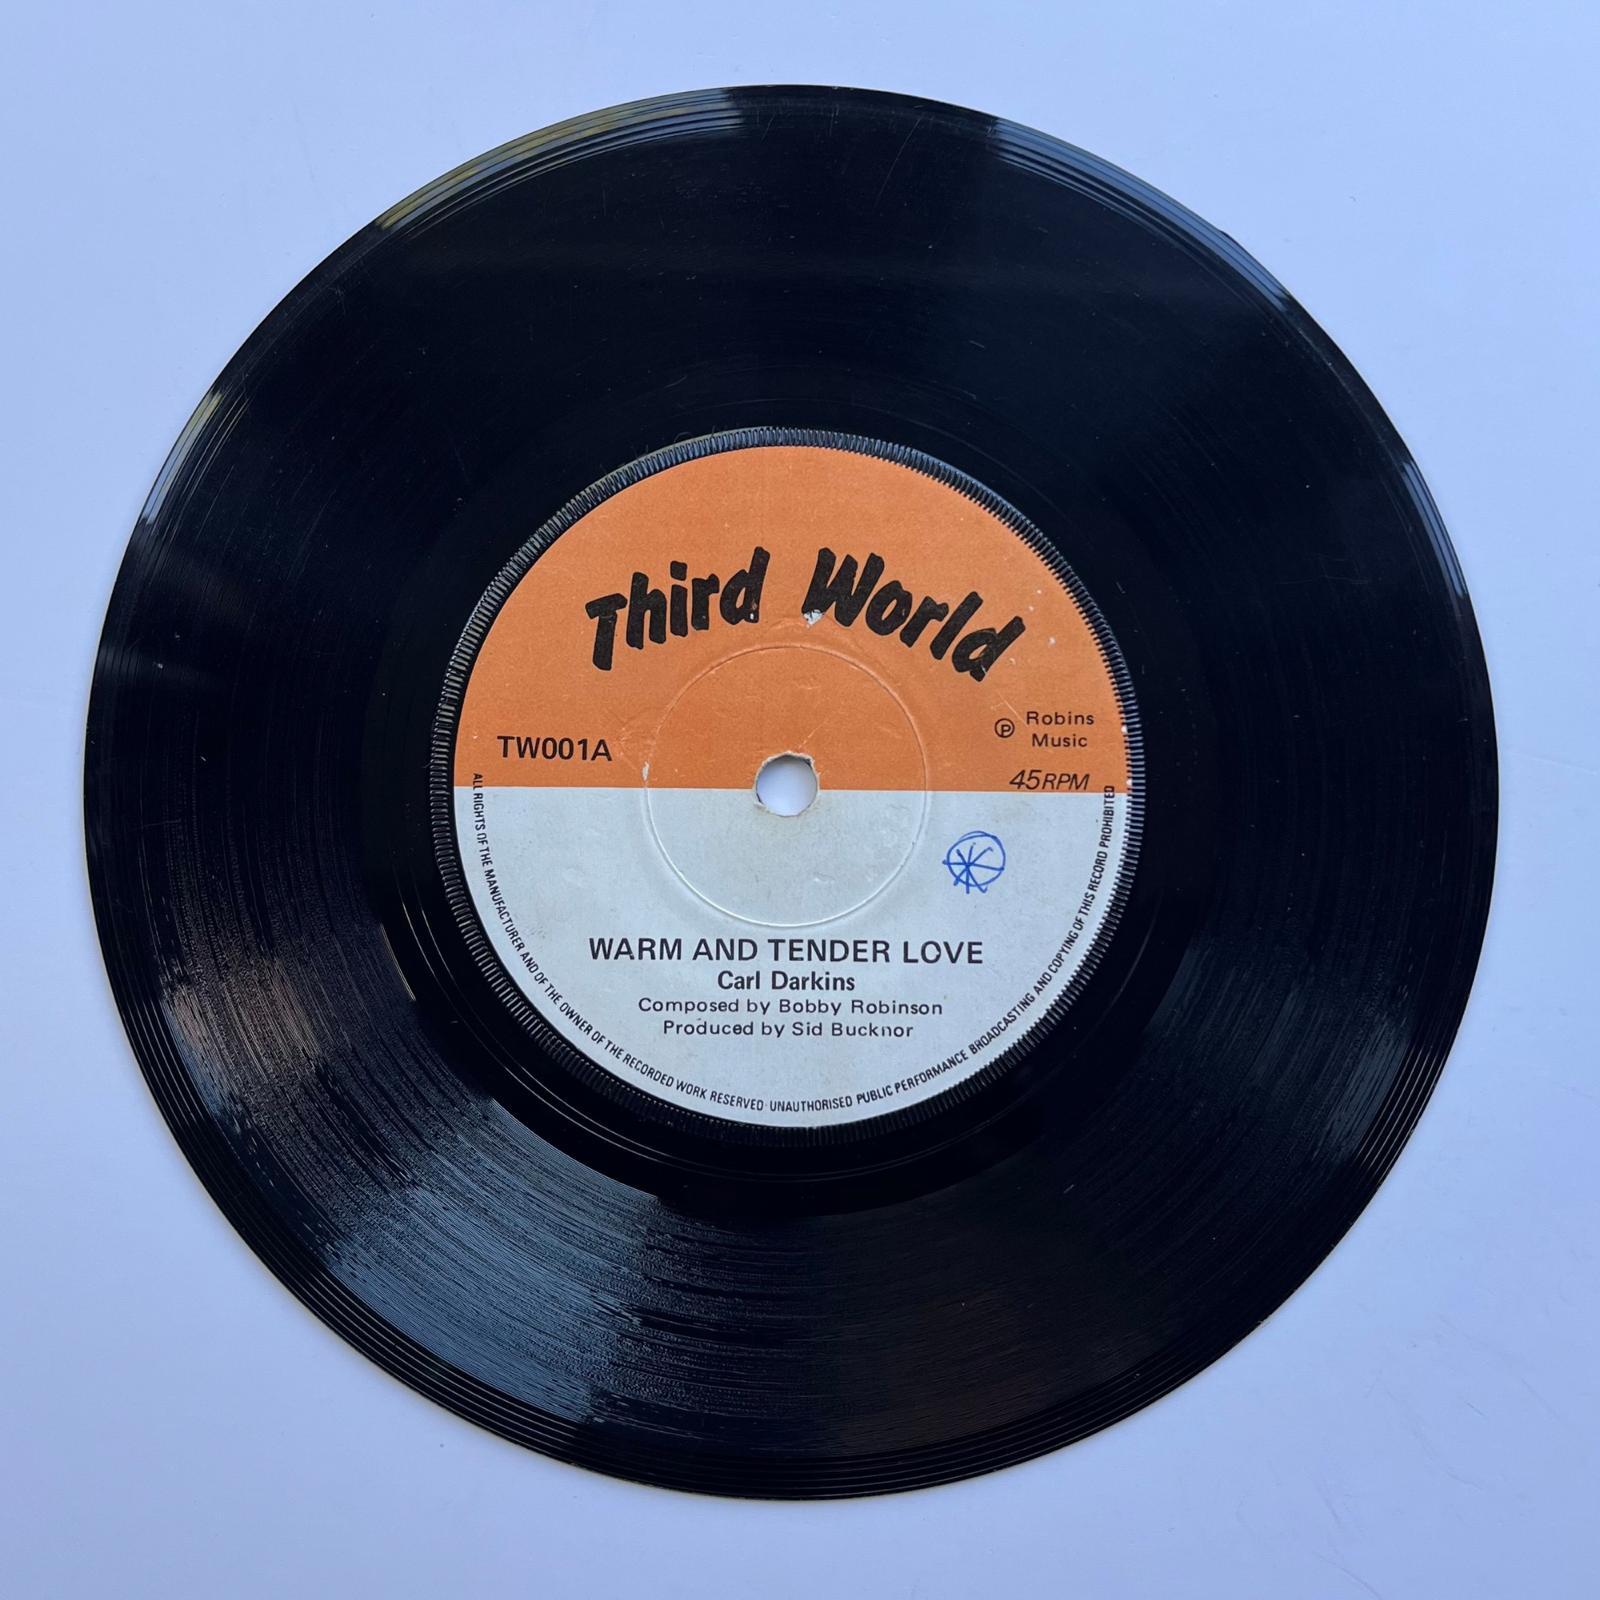 Third World
TW001A
Ⓟ Robins
Music
45RPM
WARM AND TENDER LOVE
Carl Darkins
Composed by Bobby Robinson
Produced by Sid Bucknor
ALL RIGHTS OF THE MANUFACTURER AND OF THE OWNER OF THE RECORDED WORK RESERVED · UNAUTHORISED PUBLIC PERFORMANCE BROADCASTING AND COPYING OF THIS RECORD PROHIBITED